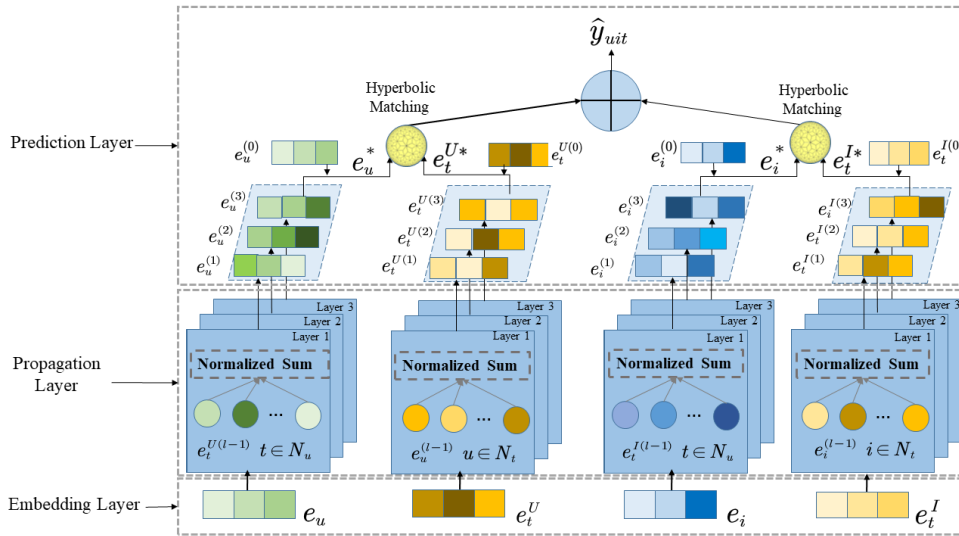 ŷ_{uit}
Hyperbolic Matching
Hyperbolic Matching
Prediction Layer
e_u^{(0)}
e_u^*
e_t^{U*}
e_t^{U(0)}
e_i^{(0)}
e_i^*
e_t^{I*}
e_t^{I(0)}
e_u^{(3)}
e_t^{U(3)}
e_i^{(3)}
e_i^{I(3)}
e_u^{(2)}
e_t^{U(2)}
e_i^{(2)}
e_t^{I(2)}
e_u^{(1)}
e_t^{U(1)}
e_i^{(1)}
e_t^{I(1)}
Layer 3
Layer 2
Layer 1
Layer 3
Layer 2
Layer 1
Layer 3
Layer 2
Layer 1
Layer 3
Layer 2
Layer 1
Propagation Layer
Normalized Sum
Normalized Sum
Normalized Sum
Normalized Sum
...
...
...
...
e_t^{U(l-1)} t ∈ N_u
e_u^{(l-1)} u ∈ N_t
e_t^{I(l-1)} t ∈ N_u
e_i^{(l-1)} i ∈ N_t
Embedding Layer
e_u
e_t^U
e_i
e_t^I